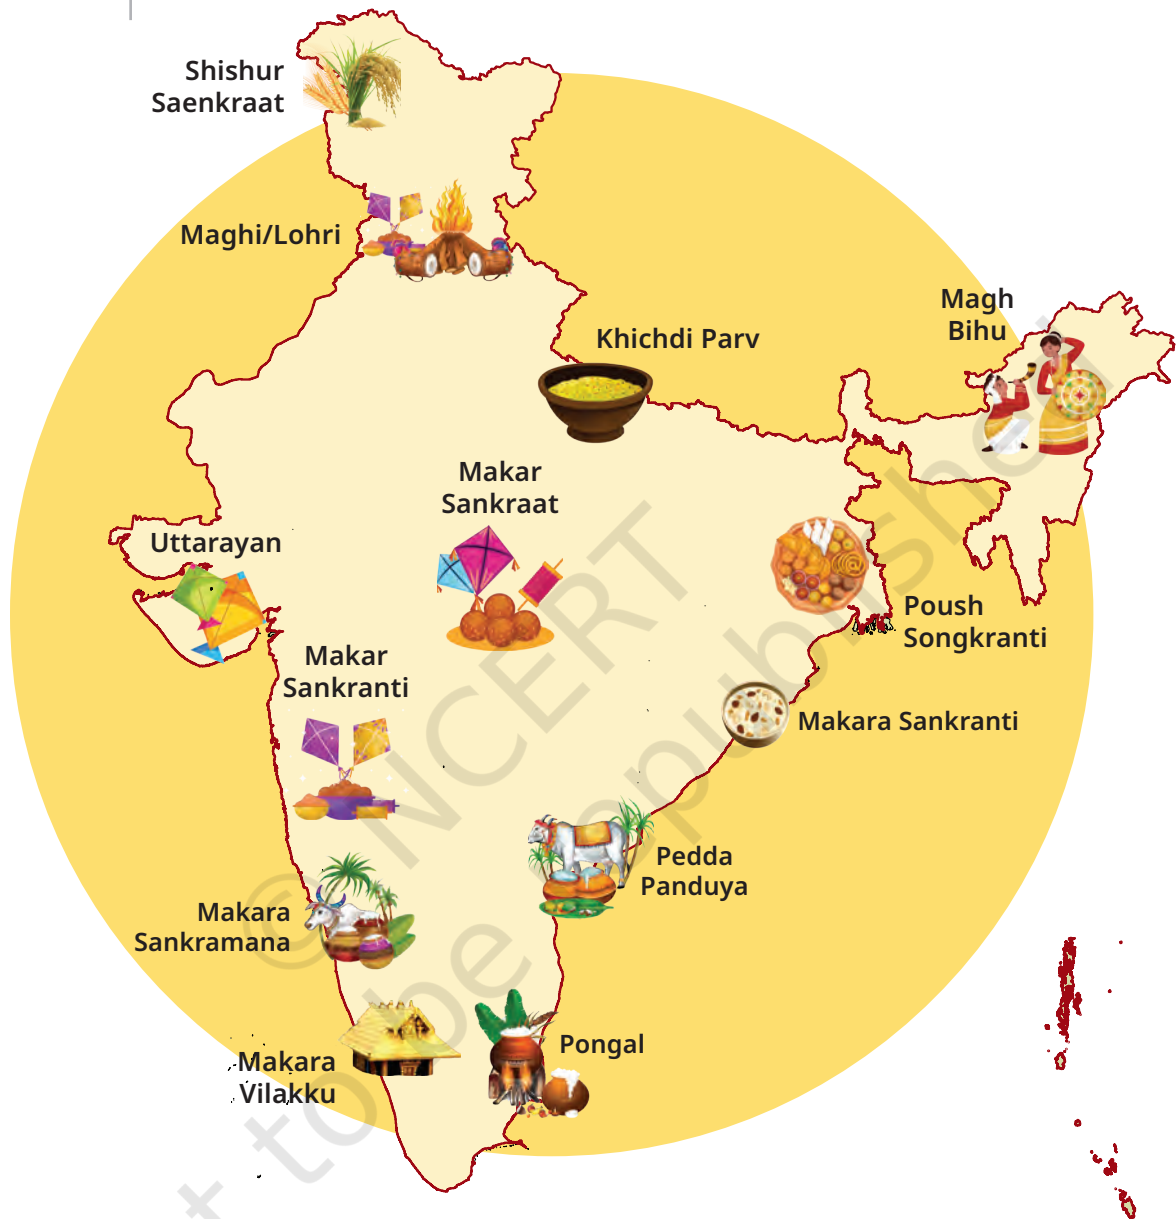 Shishur
Saenkraat
Maghi/Lohri
Magh
Bihu
Khichdi Parv
Makar
Sankraat
Uttarayan
Poush
Songkranti
Makar
Sankranti
Makara Sankranti
Pedda
Panduya
Makara
Sankramana
Pongal
Makara
Vilakku
© NCERT
not to be republished